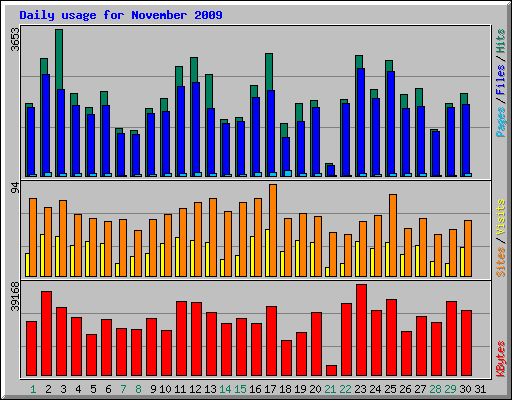 Daily usage for November 2009
3653
Pages / Files / Hits
94
Sites / Visits
39168
KBytes
1 2 3 4 5 6 7 8 9 10 11 12 13 14 15 16 17 18 19 20 21 22 23 24 25 26 27 28 29 30 31